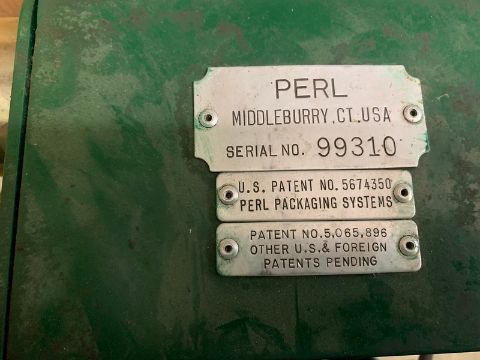 PERL
MIDDLEBURRY, CT. USA
SERIAL NO. 99310
U.S. PATENT NO. 5674350
PERL PACKAGING SYSTEMS
PATENT NO. 5,065,896
OTHER U.S. & FOREIGN
PATENTS PENDING